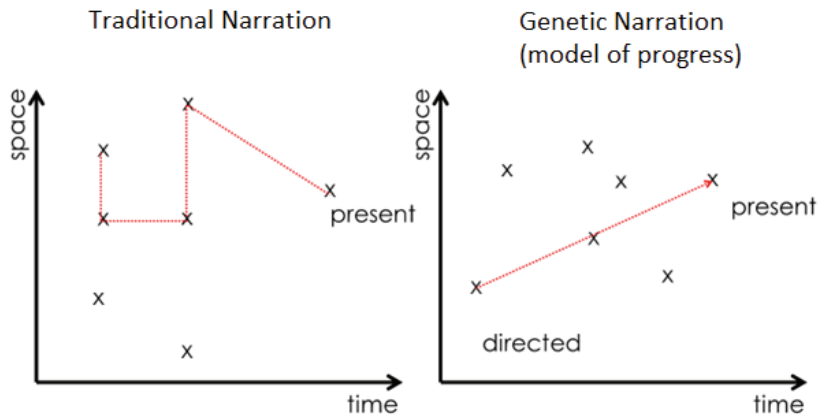 Traditional Narration
space
x
x
x
x
present
x
x
time
Genetic Narration
(model of progress)
space
x
x
x
x
present
x
x
x
directed
time